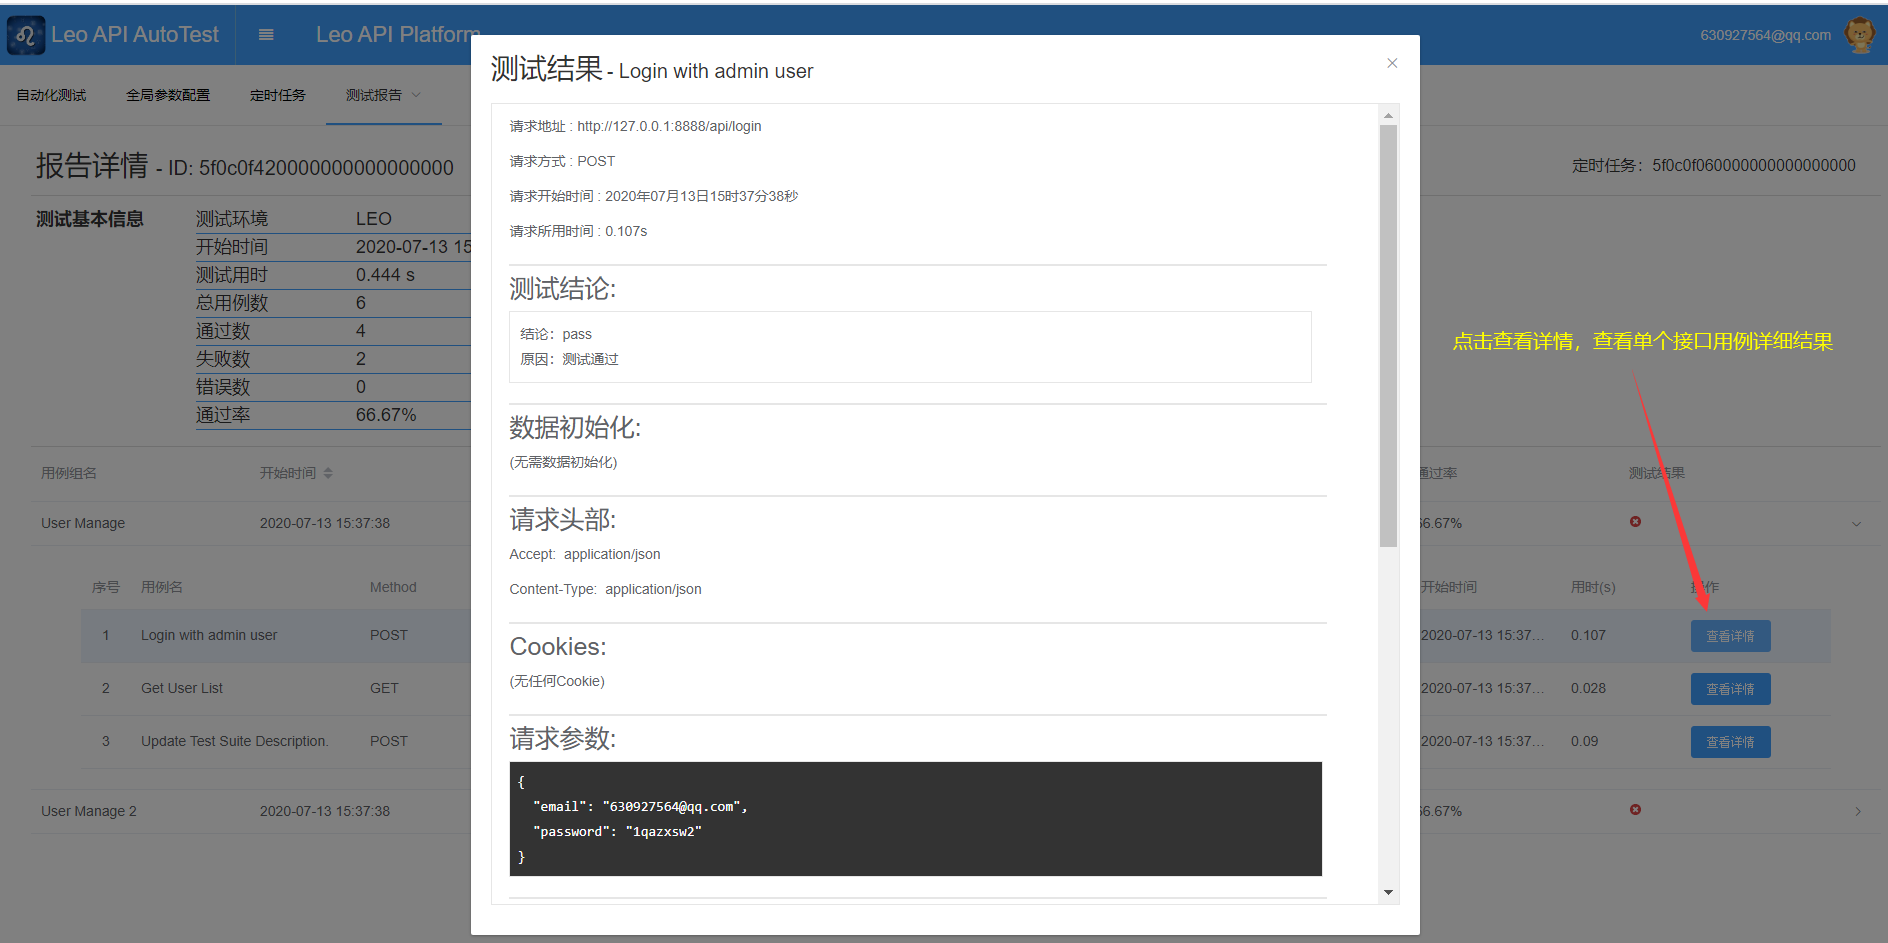 Leo API AutoTest
Leo API Platform
630927564@qq.com
自动化测试 全局参数配置 定时任务 测试报告
报告详情 - ID: 5f0c0f420000000000000000
定时任务：5f0c0f060000000000000000
测试基本信息
测试环境 LEO
开始时间 2020-07-13 15
测试用时 0.444 s
总用例数 6
通过数 4
失败数 2
错误数 0
通过率 66.67%
用例组名 开始时间 通过率 测试结果
User Manage 2020-07-13 15:37:38 66.67%
序号 用例名 Method 开始时间 用时(s) 操作
1 Login with admin user POST 2020-07-13 15:37... 0.107 查看详情
2 Get User List GET 2020-07-13 15:37... 0.028 查看详情
3 Update Test Suite Description. POST 2020-07-13 15:37... 0.09 查看详情
User Manage 2 2020-07-13 15:37:38 66.67%
测试结果 - Login with admin user
请求地址 : http://127.0.0.1:8888/api/login
请求方式 : POST
请求开始时间 : 2020年07月13日15时37分38秒
请求所用时间 : 0.107s
测试结论:
结论：pass
原因：测试通过
数据初始化:
(无需数据初始化)
请求头部:
Accept: application/json
Content-Type: application/json
Cookies:
(无任何Cookie)
请求参数:
{
"email": "630927564@qq.com",
"password": "1qazxsw2"
}
点击查看详情，查看单个接口用例详细结果